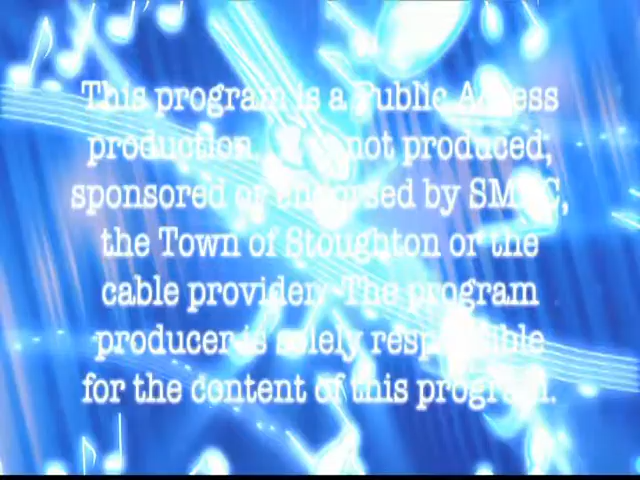 This program is a Public Access
production. It is not produced,
sponsored or endorsed by SMAC,
the Town of Stoughton or the
cable provider. The program
producer is solely responsible
for the content of this program.